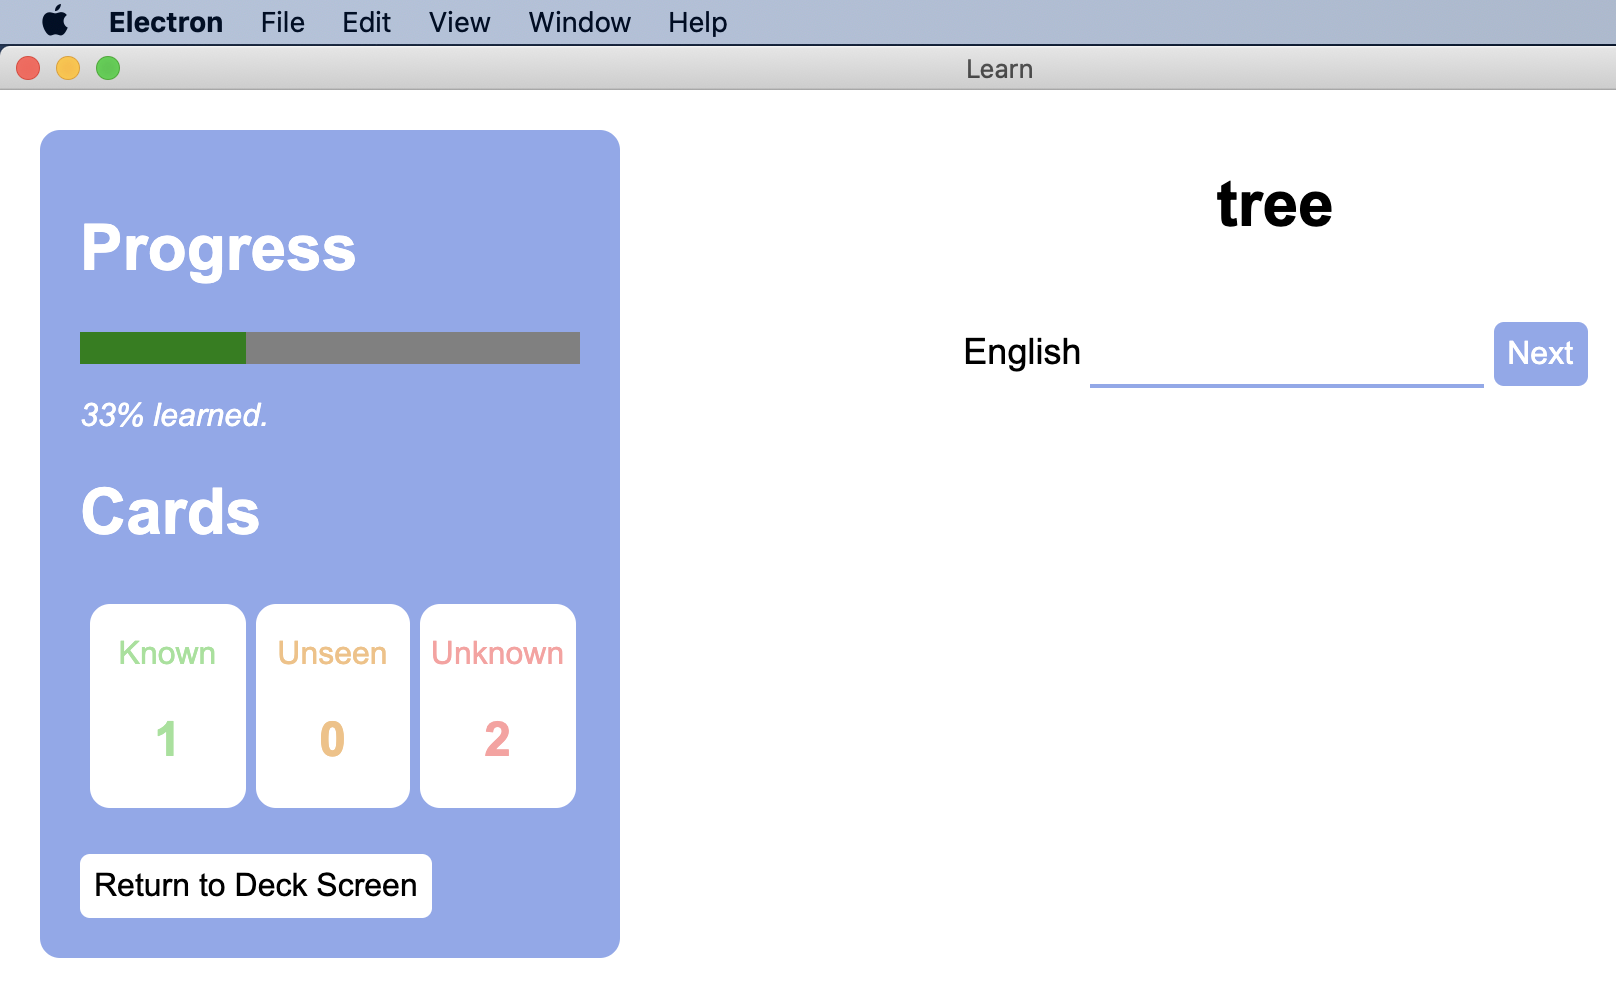 Electron File Edit View Window Help
Learn
Progress
33% learned.
Cards
Known Unseen Unknown
1 0 2
Return to Deck Screen
tree
English Next